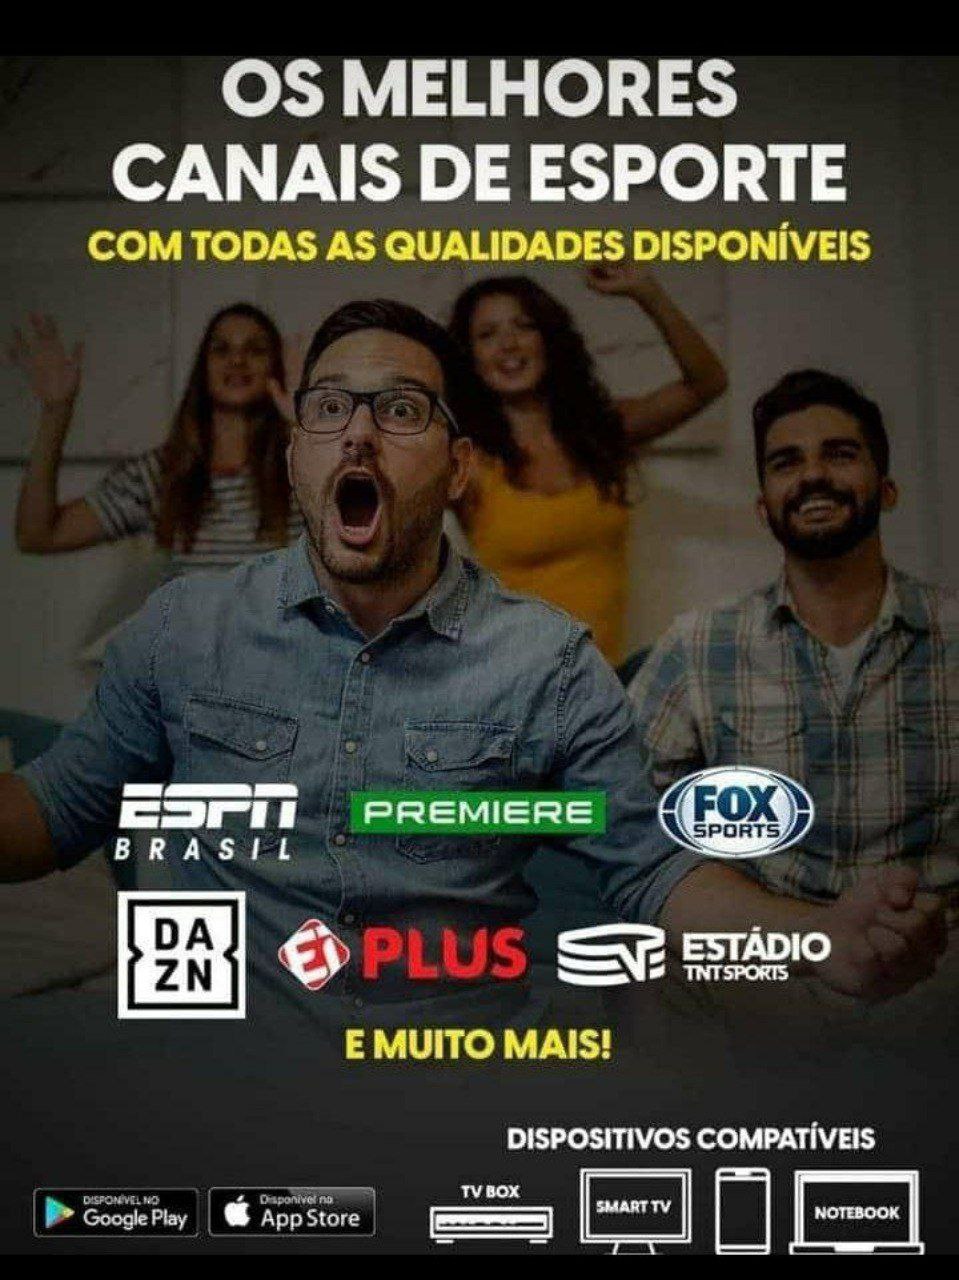 OS MELHORES
CANAIS DE ESPORTE
COM TODAS AS QUALIDADES DISPONÍVEIS
ESPN
BRASIL
PREMIERE
FOX
SPORTS
DA
ZN
Ei PLUS
ESTÁDIO
TNT SPORTS
E MUITO MAIS!
DISPOSITIVOS COMPATÍVEIS
DISPONÍVEL NO
Google Play
Disponível na
App Store
TV BOX
SMART TV
NOTEBOOK